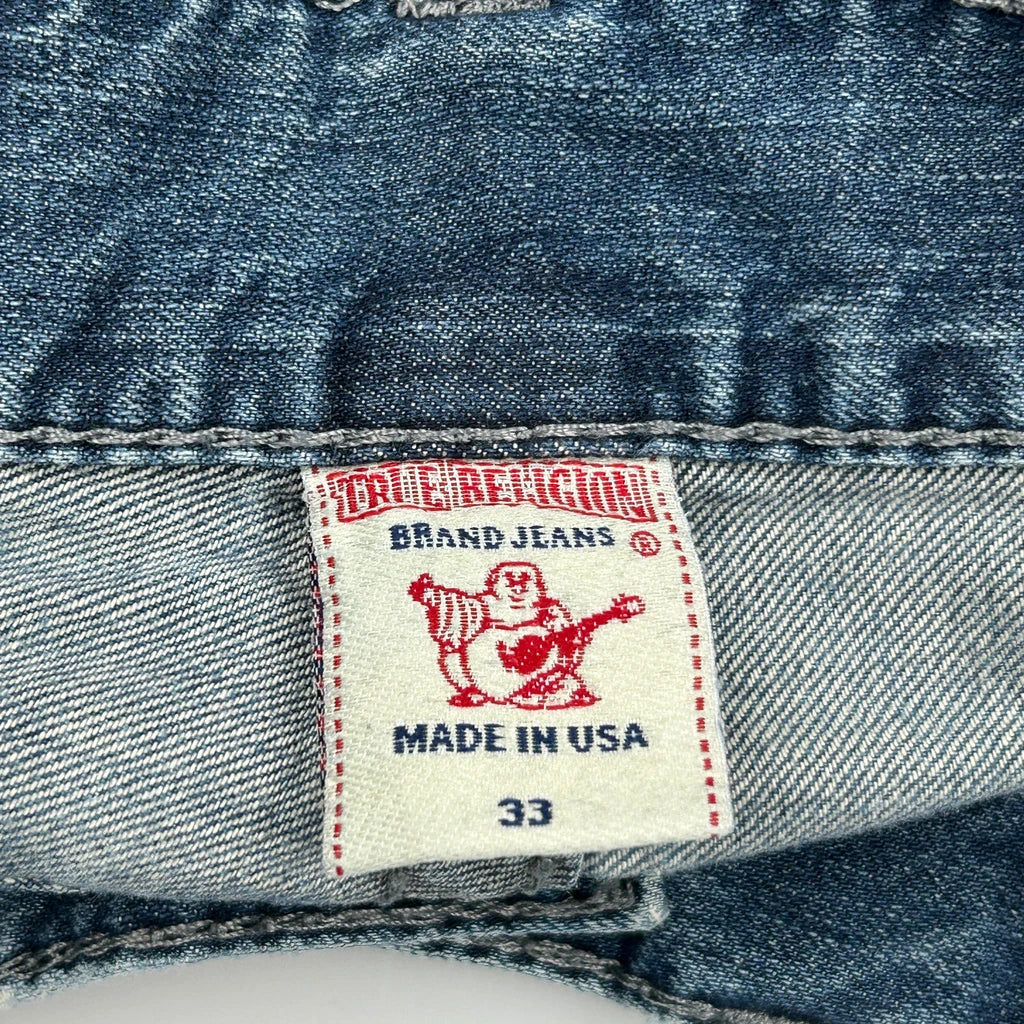 TRUE RELIGION
BRAND JEANS ®
MADE IN USA
33